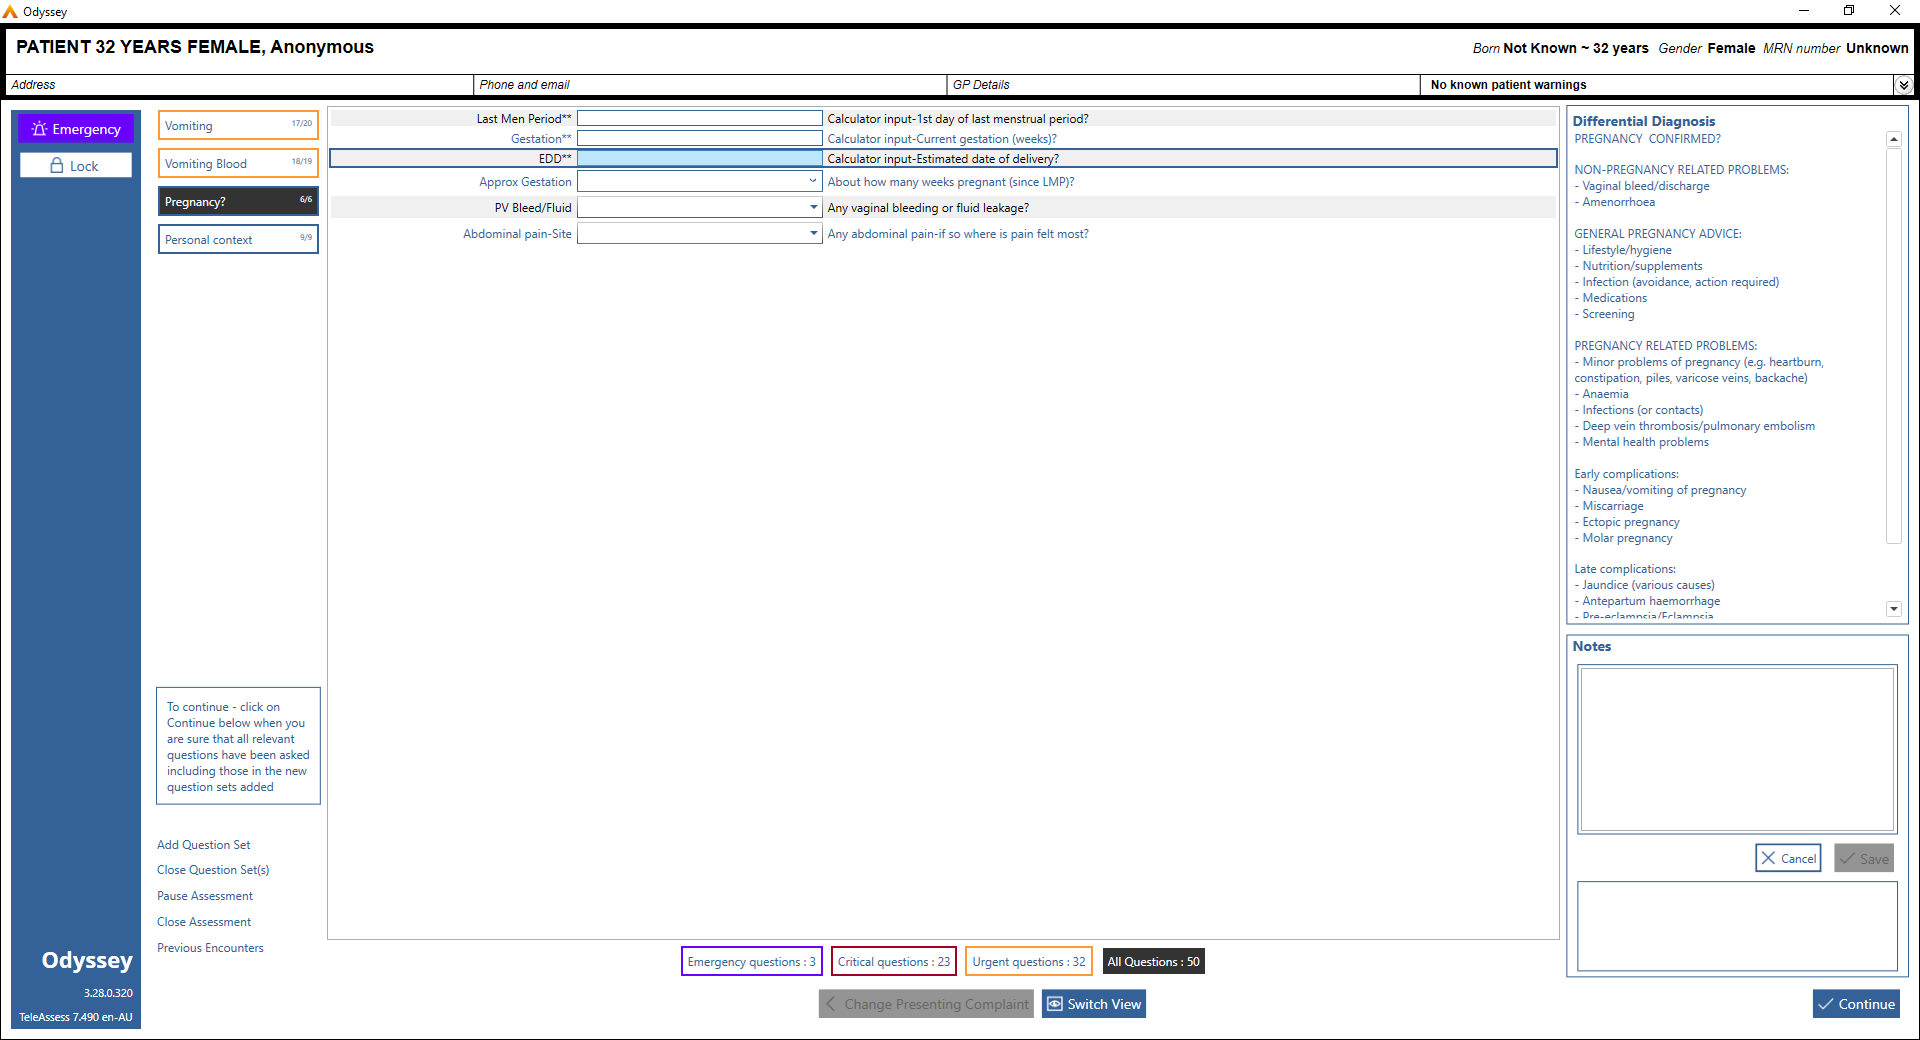 Odyssey
PATIENT 32 YEARS FEMALE, Anonymous
Born Not Known ~ 32 years Gender Female MRN number Unknown
Address
Phone and email
GP Details
No known patient warnings
Emergency
Lock
Vomiting 17/20
Vomiting Blood 18/19
Pregnancy? 6/6
Personal context 9/9
Last Men Period** Calculator input-1st day of last menstrual period?
Gestation** Calculator input-Current gestation (weeks)?
EDD** Calculator input-Estimated date of delivery?
Approx Gestation About how many weeks pregnant (since LMP)?
PV Bleed/Fluid Any vaginal bleeding or fluid leakage?
Abdominal pain-Site Any abdominal pain-if so where is pain felt most?
Differential Diagnosis
PREGNANCY CONFIRMED?
NON-PREGNANCY RELATED PROBLEMS:
- Vaginal bleed/discharge
- Amenorrhoea
GENERAL PREGNANCY ADVICE:
- Lifestyle/hygiene
- Nutrition/supplements
- Infection (avoidance, action required)
- Medications
- Screening
PREGNANCY RELATED PROBLEMS:
- Minor problems of pregnancy (e.g. heartburn,
constipation, piles, varicose veins, backache)
- Anaemia
- Infections (or contacts)
- Deep vein thrombosis/pulmonary embolism
- Mental health problems
Early complications:
- Nausea/vomiting of pregnancy
- Miscarriage
- Ectopic pregnancy
- Molar pregnancy
Late complications:
- Jaundice (various causes)
- Antepartum haemorrhage
- Pre-eclampsia/Eclampsia
Notes
Cancel
Save
To continue - click on
Continue below when you
are sure that all relevant
questions have been asked
including those in the new
question sets added
Add Question Set
Close Question Set(s)
Pause Assessment
Close Assessment
Previous Encounters
Odyssey
3.28.0.320
TeleAssess 7.490 en-AU
Emergency questions : 3
Critical questions : 23
Urgent questions : 32
All Questions : 50
Change Presenting Complaint
Switch View
Continue